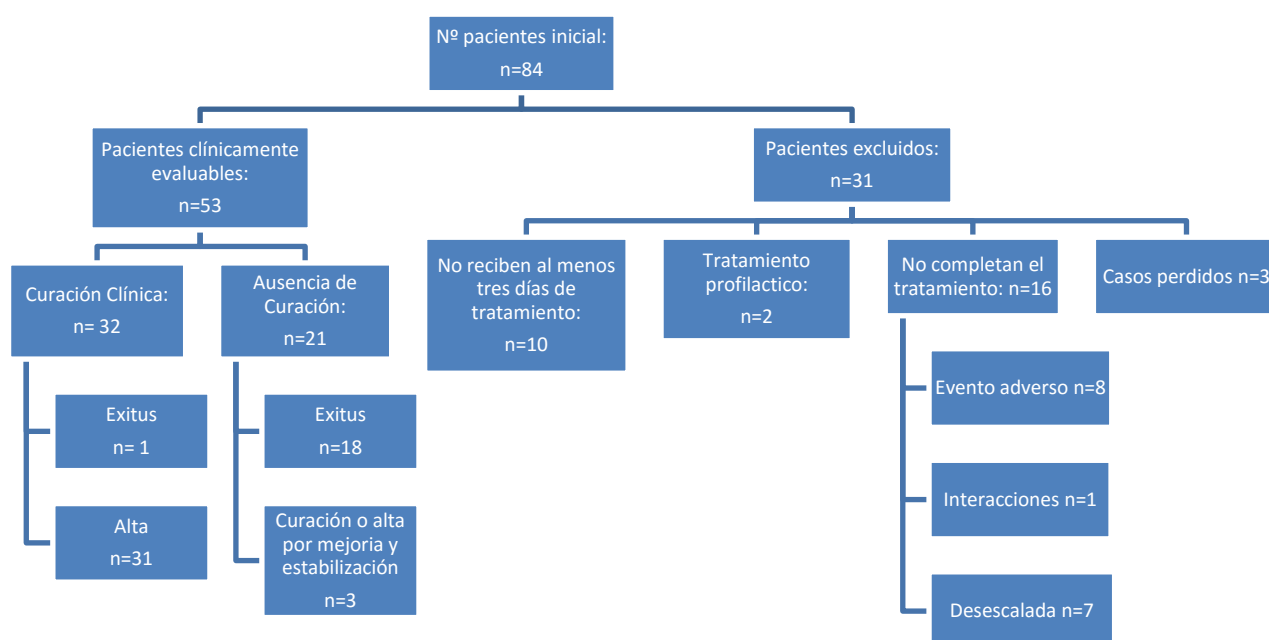 Nº pacientes inicial:
n=84
Pacientes clínicamente
evaluables:
n=53
Pacientes excluidos:
n=31
Curación Clínica:
n= 32
Ausencia de
Curación:
n=21
No reciben al menos
tres días de
tratamiento:
n=10
Tratamiento
profilactico:
n=2
No completan el
tratamiento: n=16
Casos perdidos n=3
Exitus
n= 1
Exitus
n=18
Evento adverso n=8
Alta
n=31
Curación o alta
por mejoria y
estabilización
n=3
Interacciones n=1
Desescalada n=7